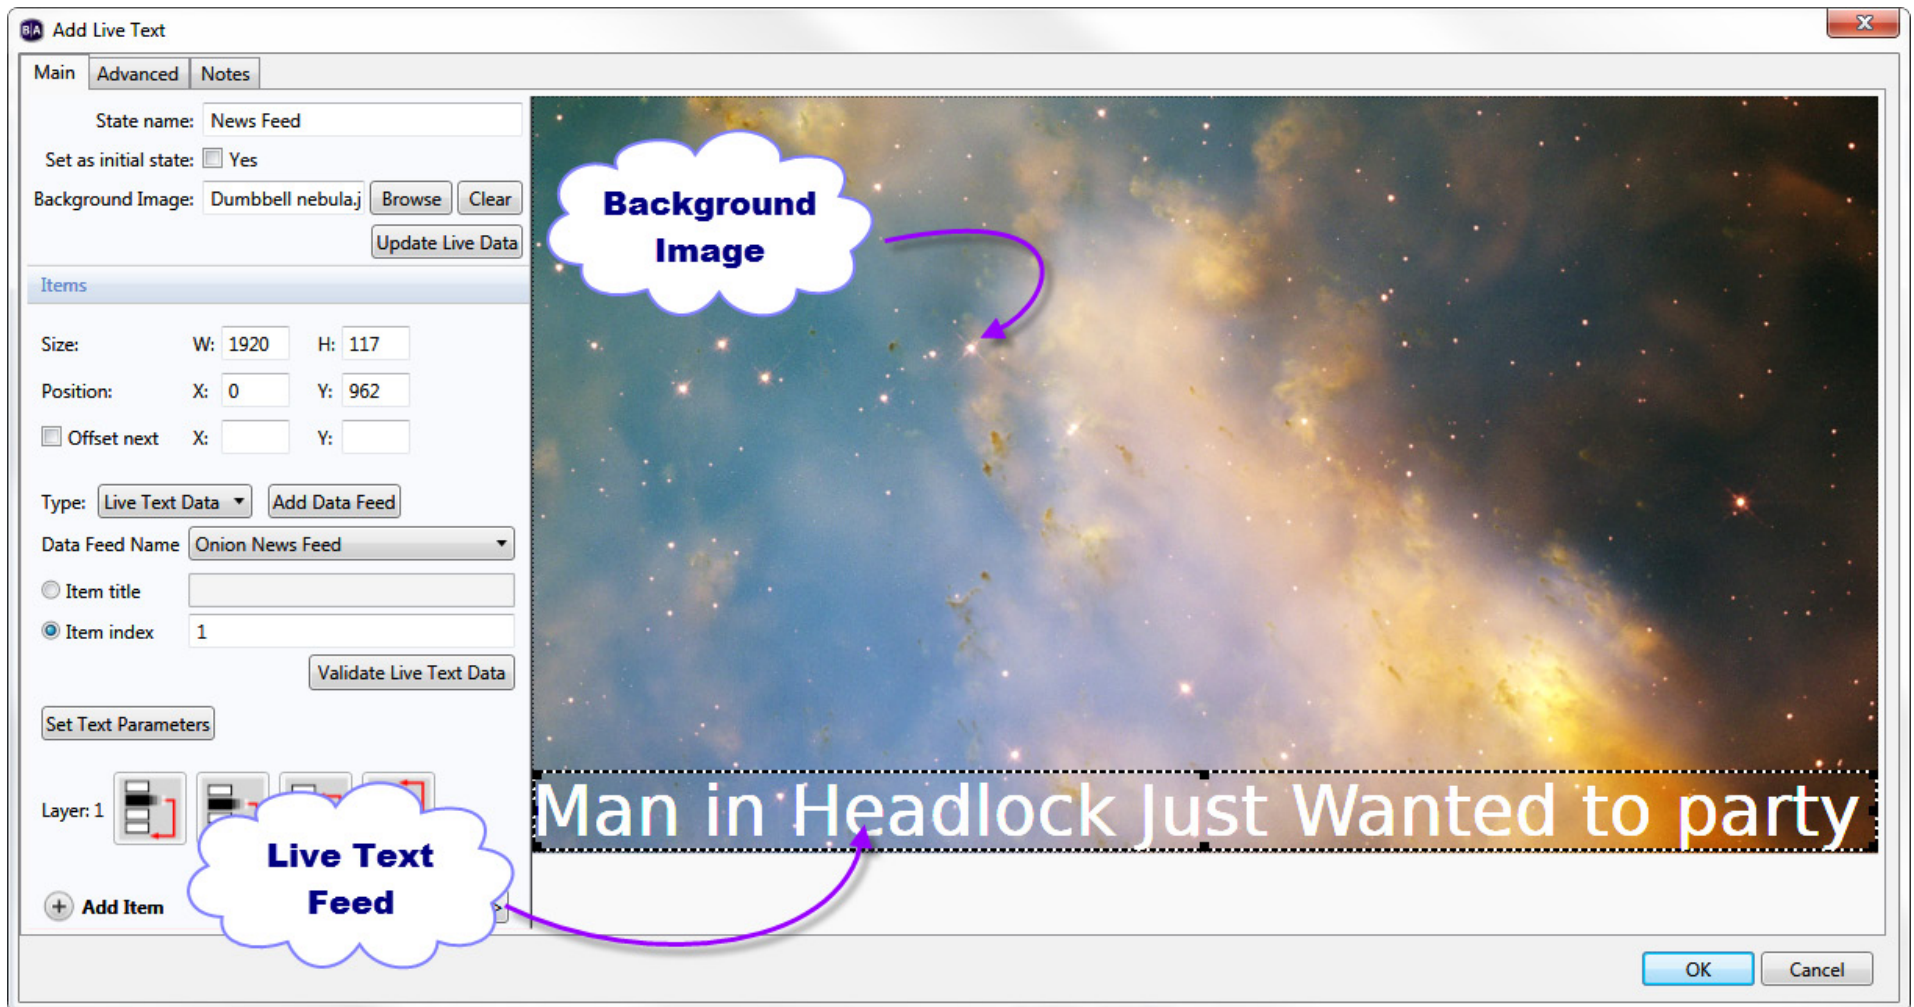 B|A Add Live Text
X
Main Advanced Notes
State name: News Feed
Set as initial state: Yes
Background Image: Dumbbell nebula.j Browse Clear
Update Live Data
Items
Size: W: 1920 H: 117
Position: X: 0 Y: 962
Offset next X: Y:
Type: Live Text Data Add Data Feed
Data Feed Name Onion News Feed
Item title
Item index 1
Validate Live Text Data
Set Text Parameters
Layer: 1
Add Item >
Background
Image
Man in Headlock Just Wanted to party
Live Text
Feed
OK Cancel